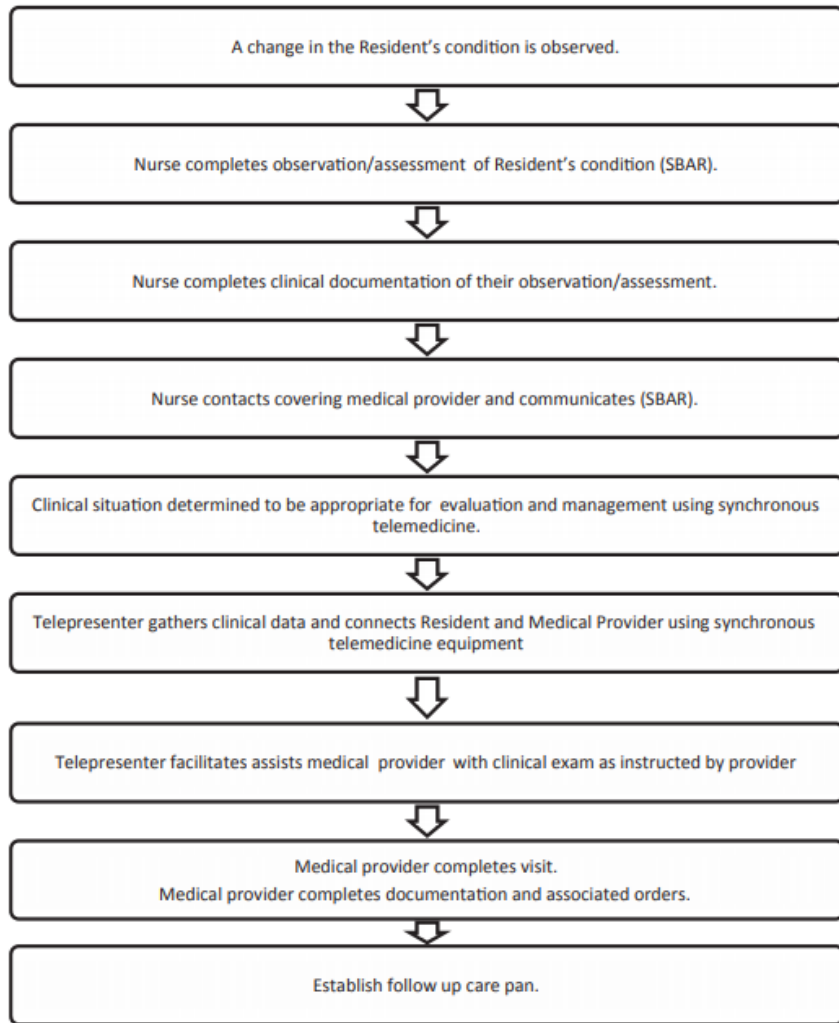 A change in the Resident's condition is observed.
Nurse completes observation/assessment of Resident's condition (SBAR).
Nurse completes clinical documentation of their observation/assessment.
Nurse contacts covering medical provider and communicates (SBAR).
Clinical situation determined to be appropriate for evaluation and management using synchronous
telemedicine.
Telepresenter gathers clinical data and connects Resident and Medical Provider using synchronous
telemedicine equipment
Telepresenter facilitates assists medical provider with clinical exam as instructed by provider
Medical provider completes visit.
Medical provider completes documentation and associated orders.
Establish follow up care pan.